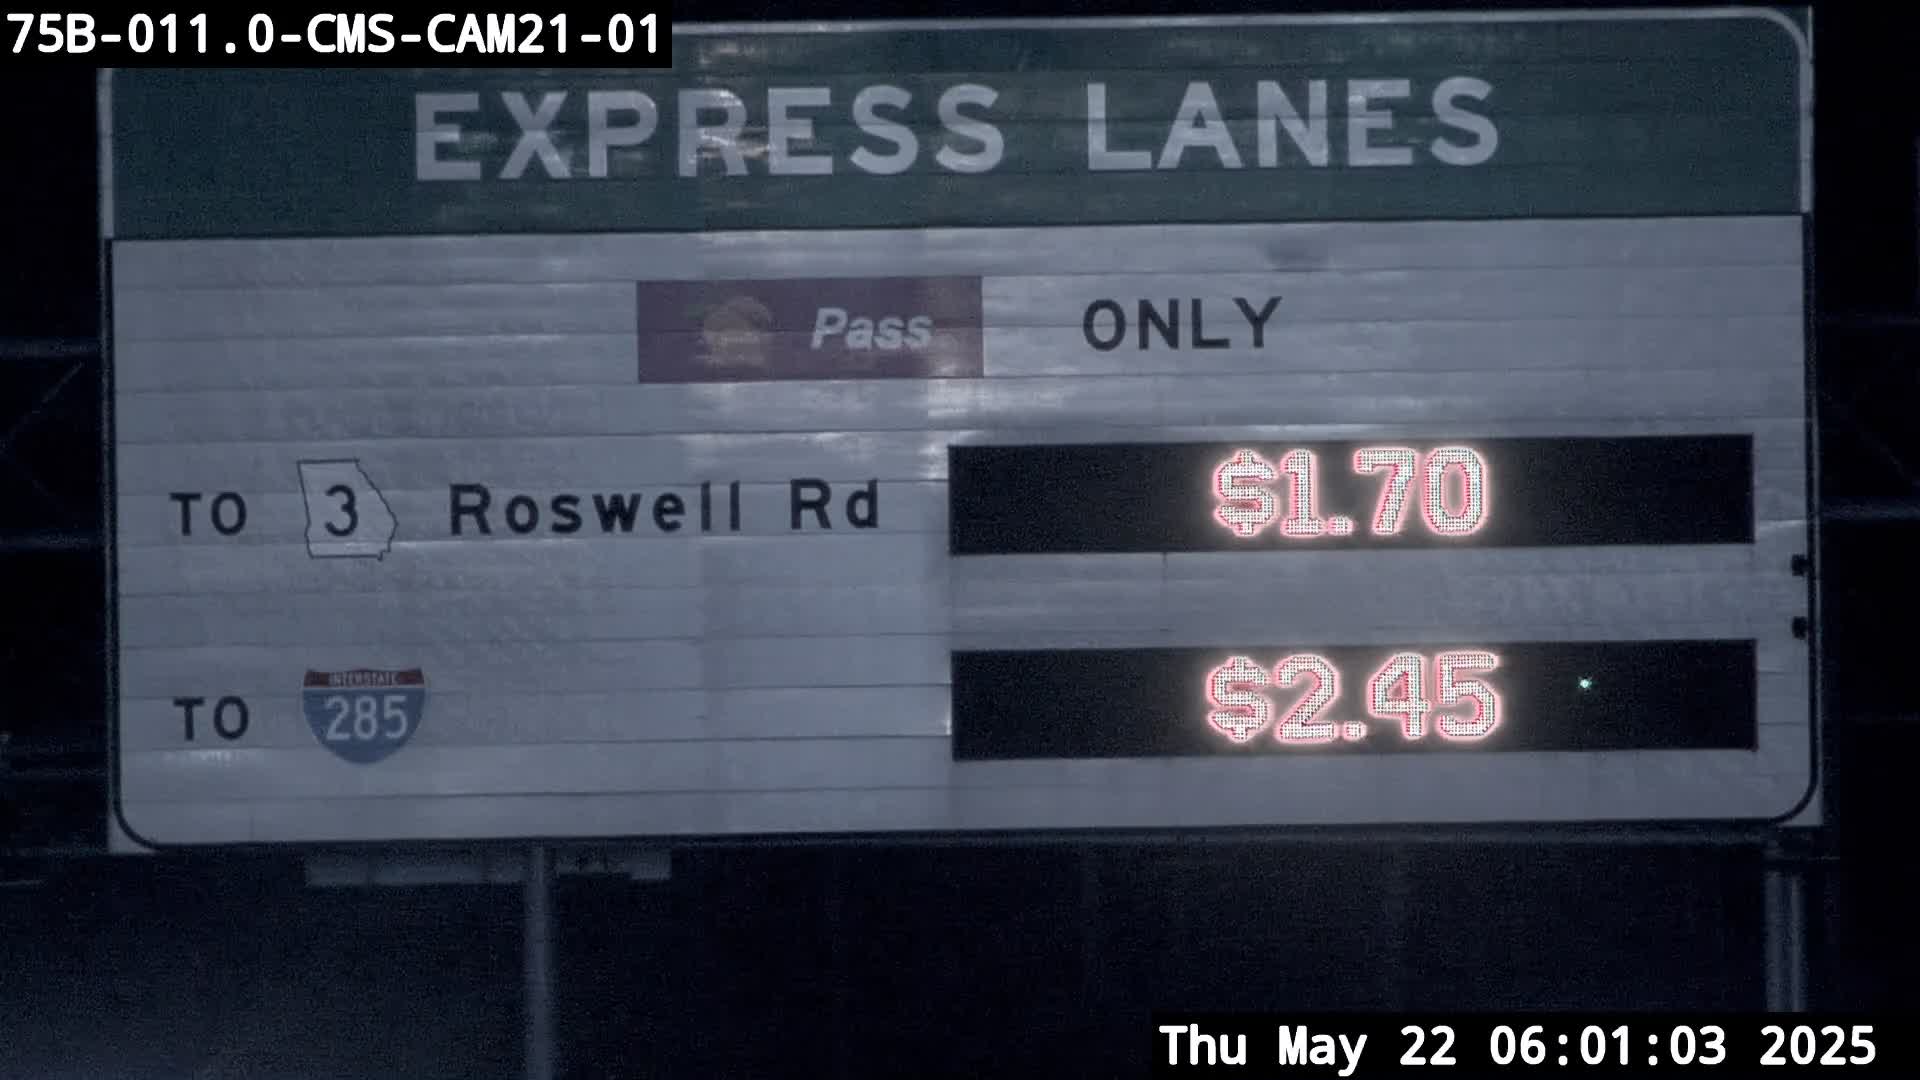 75B-011.0-CMS-CAM21-01
EXPRESS LANES
Pass ONLY
TO 3 Roswell Rd $1.70
TO INTERSTATE 285 $2.45
Thu May 22 06:01:03 2025